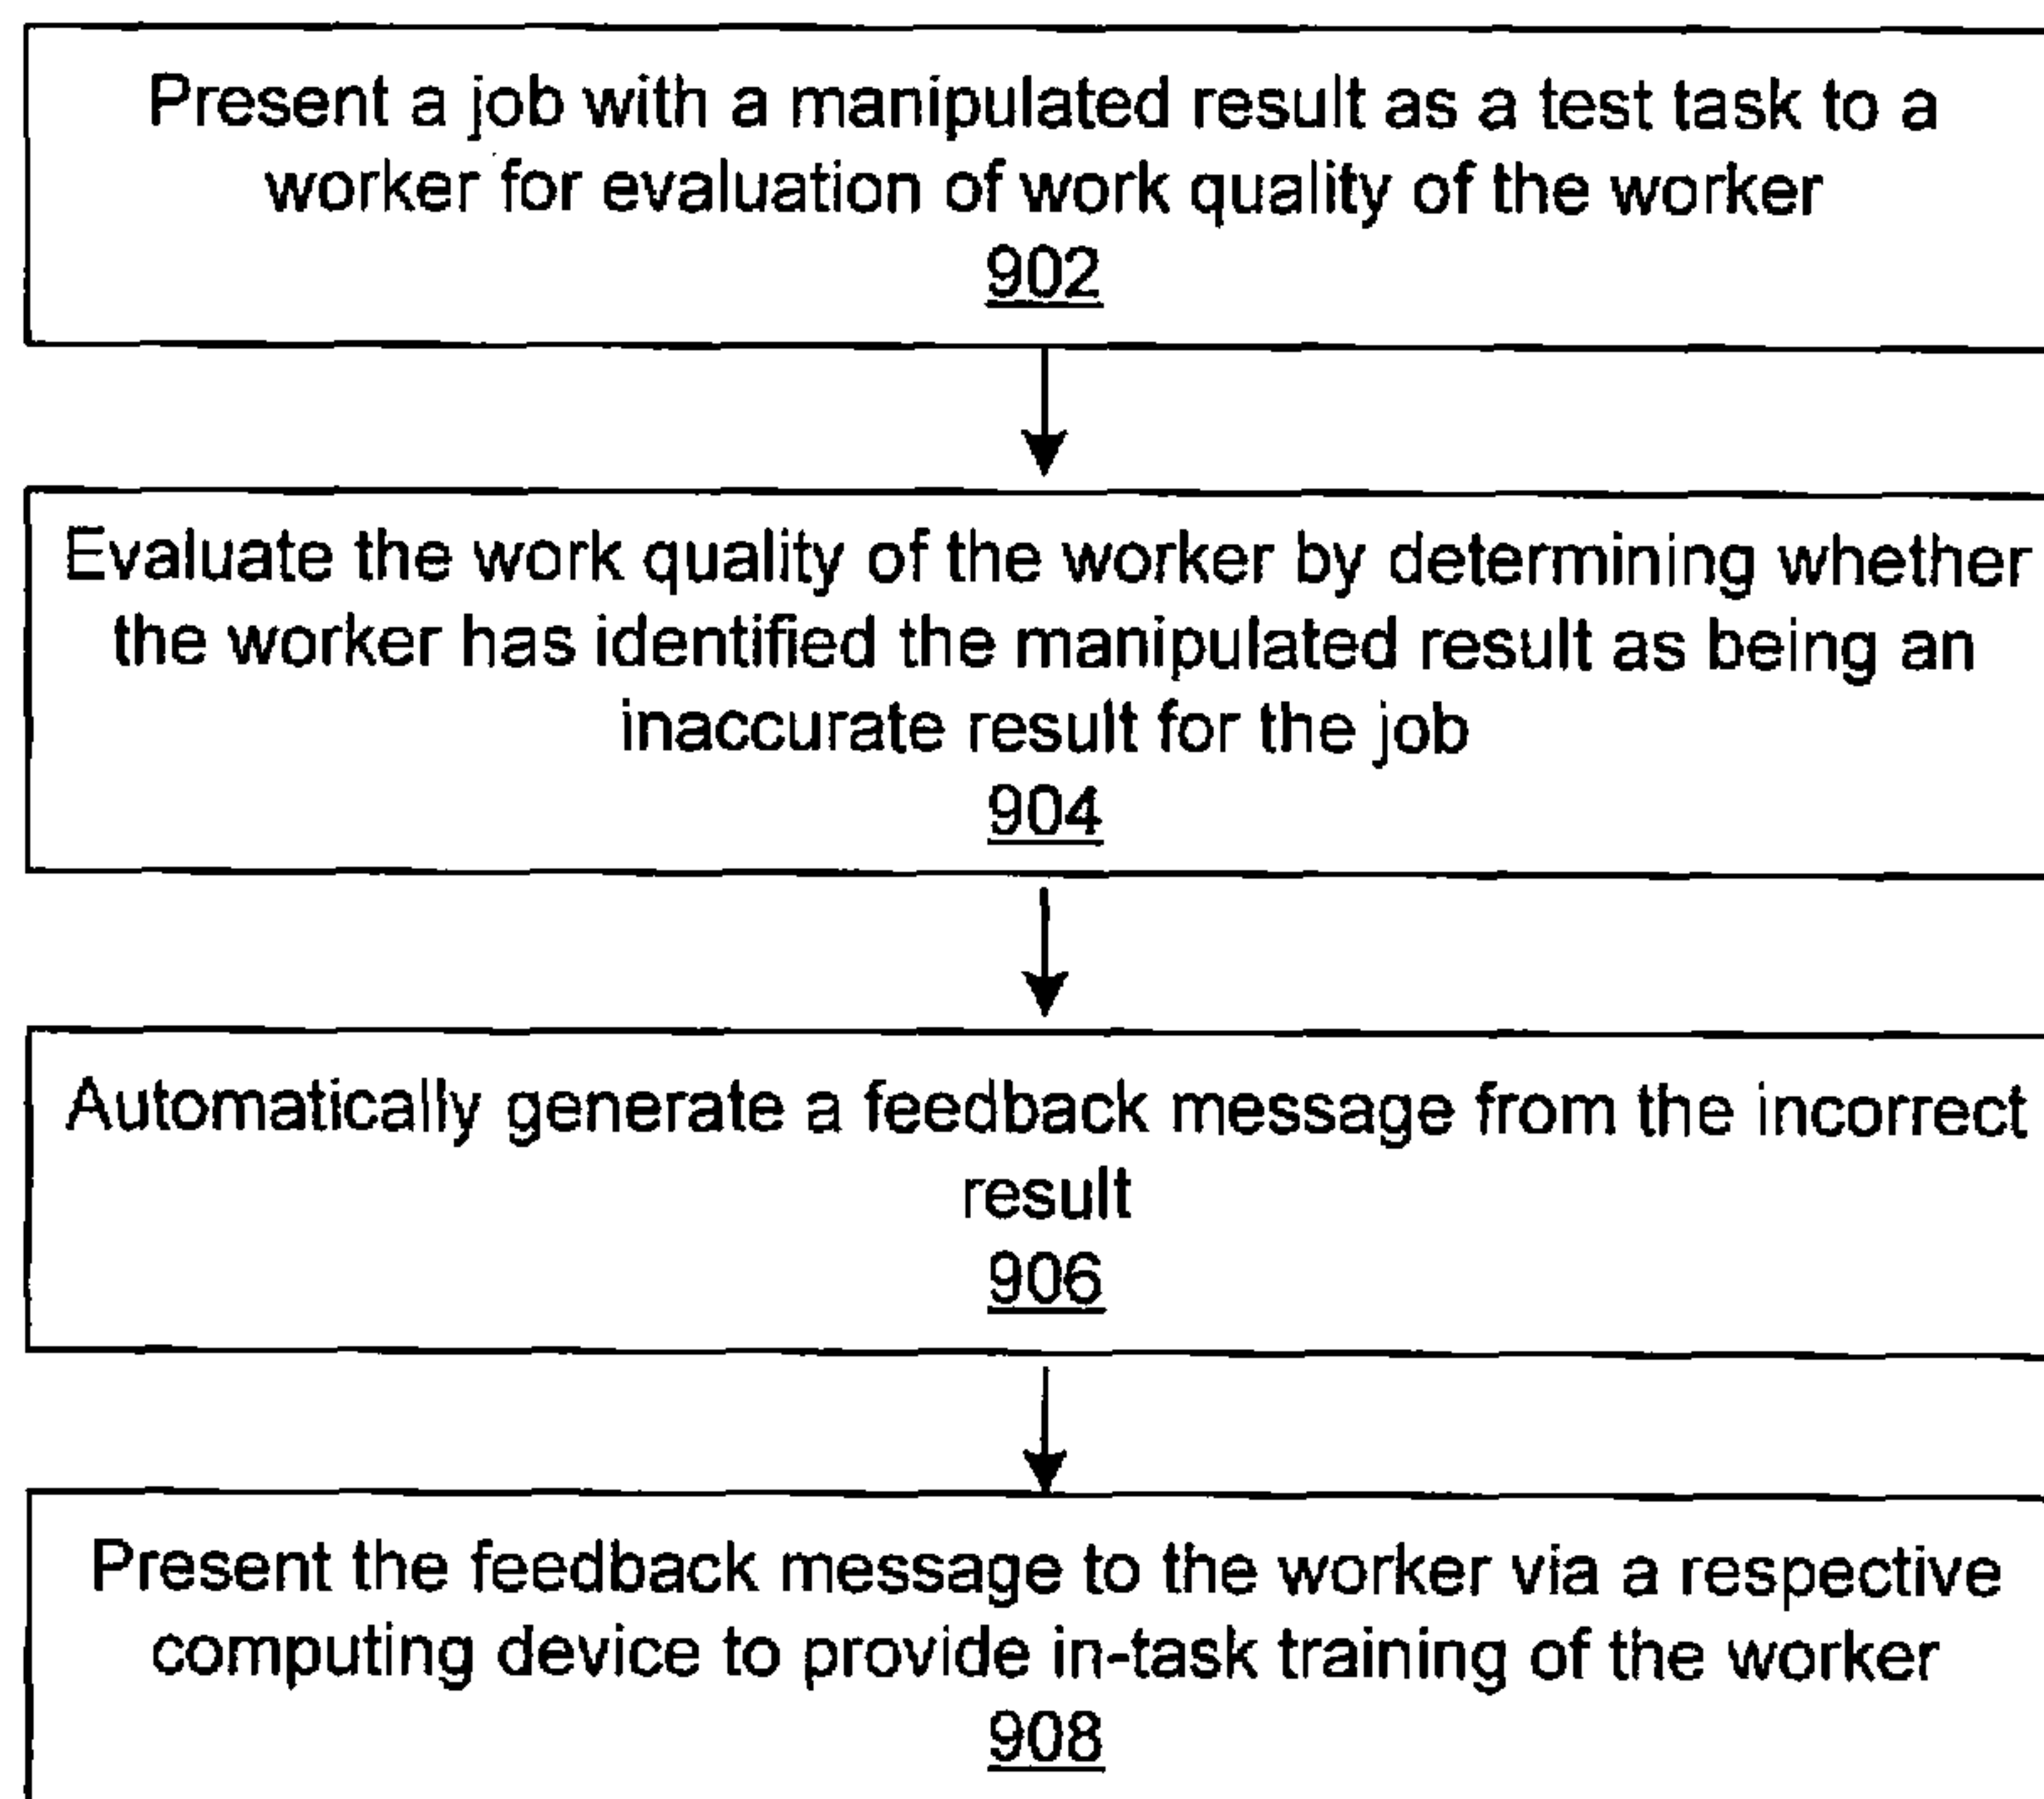 Present a job with a manipulated result as a test task to a
worker for evaluation of work quality of the worker
902
Evaluate the work quality of the worker by determining whether
the worker has identified the manipulated result as being an
inaccurate result for the job
904
Automatically generate a feedback message from the incorrect
result
906
Present the feedback message to the worker via a respective
computing device to provide in-task training of the worker
908